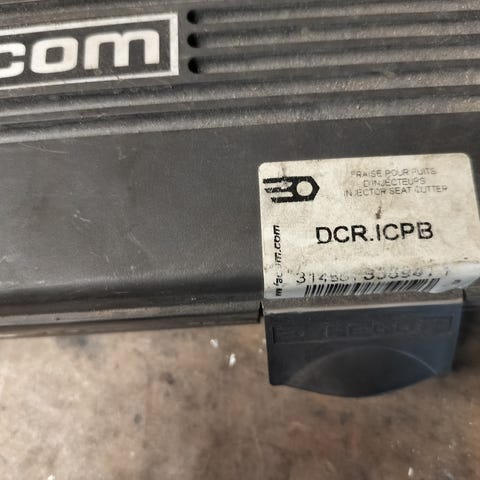 com
FRAISE POUR PUITS
D'INJECTEURS
INJECTOR SEAT CUTTER
DCR.ICPB
facom.com